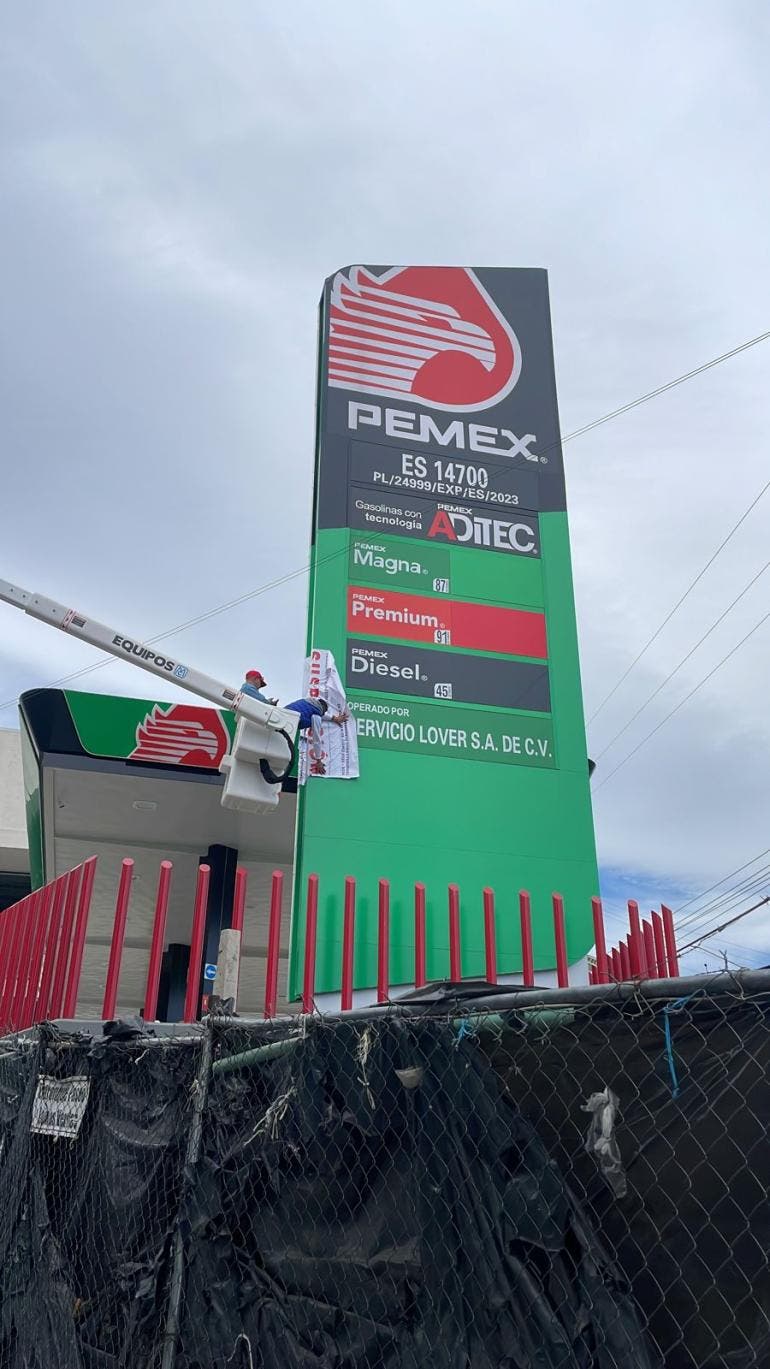 PEMEX®
ES 14700
PL/24999/EXP/ES/2023
Gasolinas con
tecnología
PEMEX
ADiTEC®
PEMEX
Magna®
87
PEMEX
Premium®
91
PEMEX
Diesel®
45
OPERADO POR
ERVICIO LOVER S.A. DE C.V.
EQUIPOS